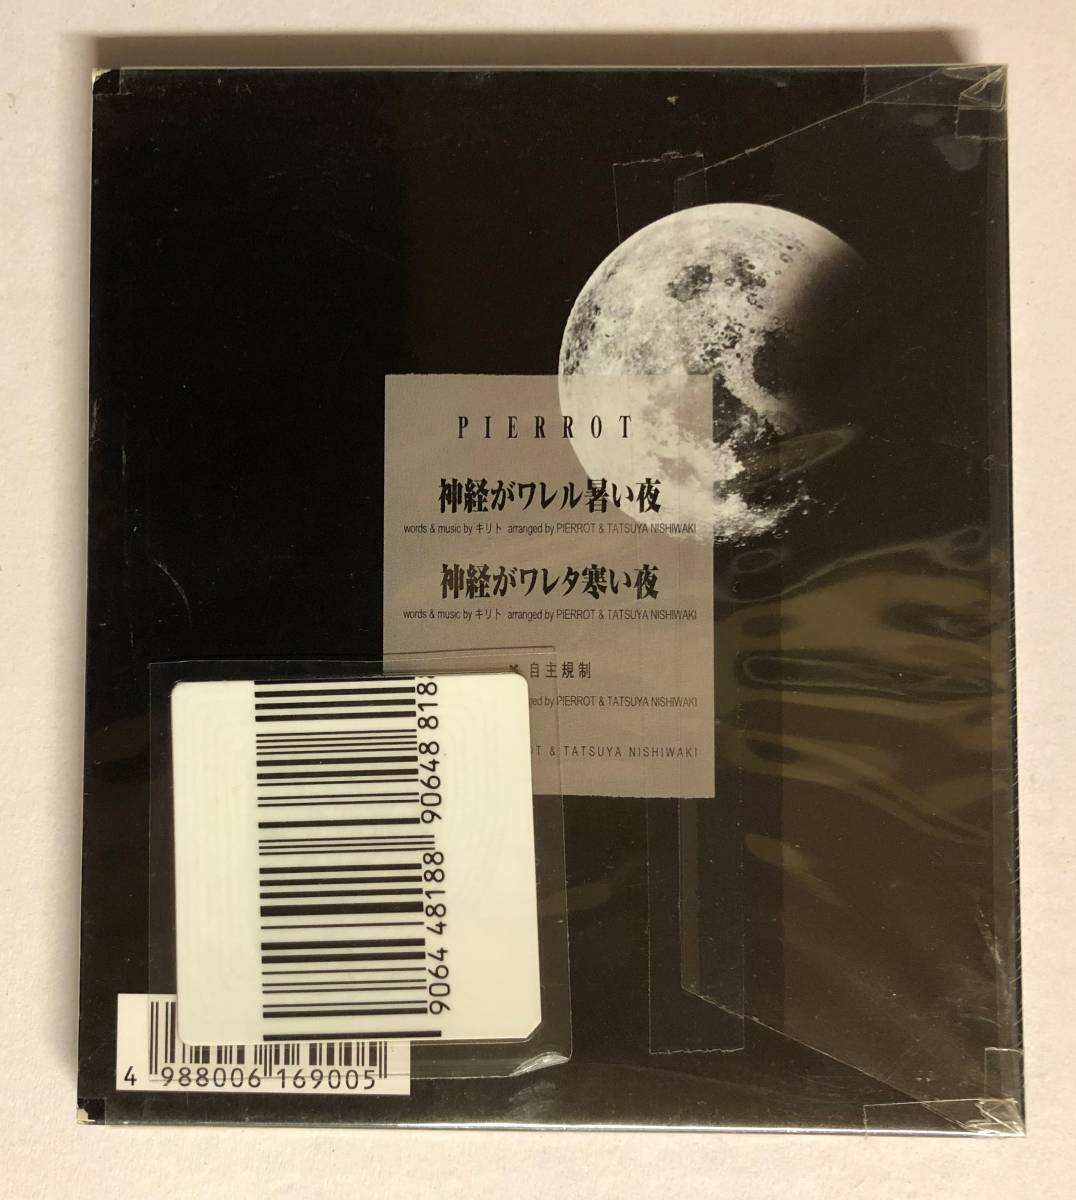 PIERROT
神経がワレル暑い夜
words & music by キリト arranged by PIERROT & TATSUYA NISHIWAKI
神経がワレタ寒い夜
words & music by キリト arranged by PIERROT & TATSUYA NISHIWAKI
自主規制
by PIERROT & TATSUYA NISHIWAKI
& TATSUYA NISHIWAKI
90648 8188
9064 48188
4 988006 169005